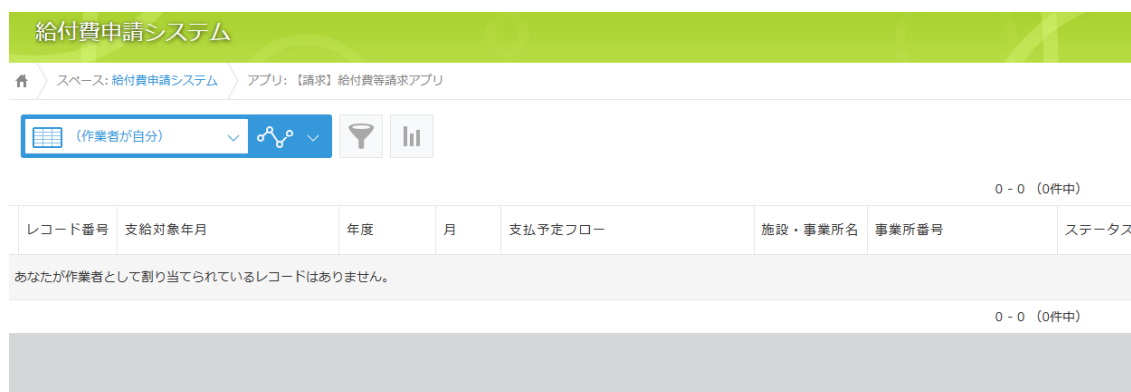 給付費申請システム
スペース: 給付費申請システム アプリ: 【請求】給付費等請求アプリ
(作業者が自分)
0 - 0 (0件中)
レコード番号 支給対象年月 年度 月 支払予定フロー 施設・事業所名 事業所番号 ステータス
あなたが作業者として割り当てられているレコードはありません。
0 - 0 (0件中)